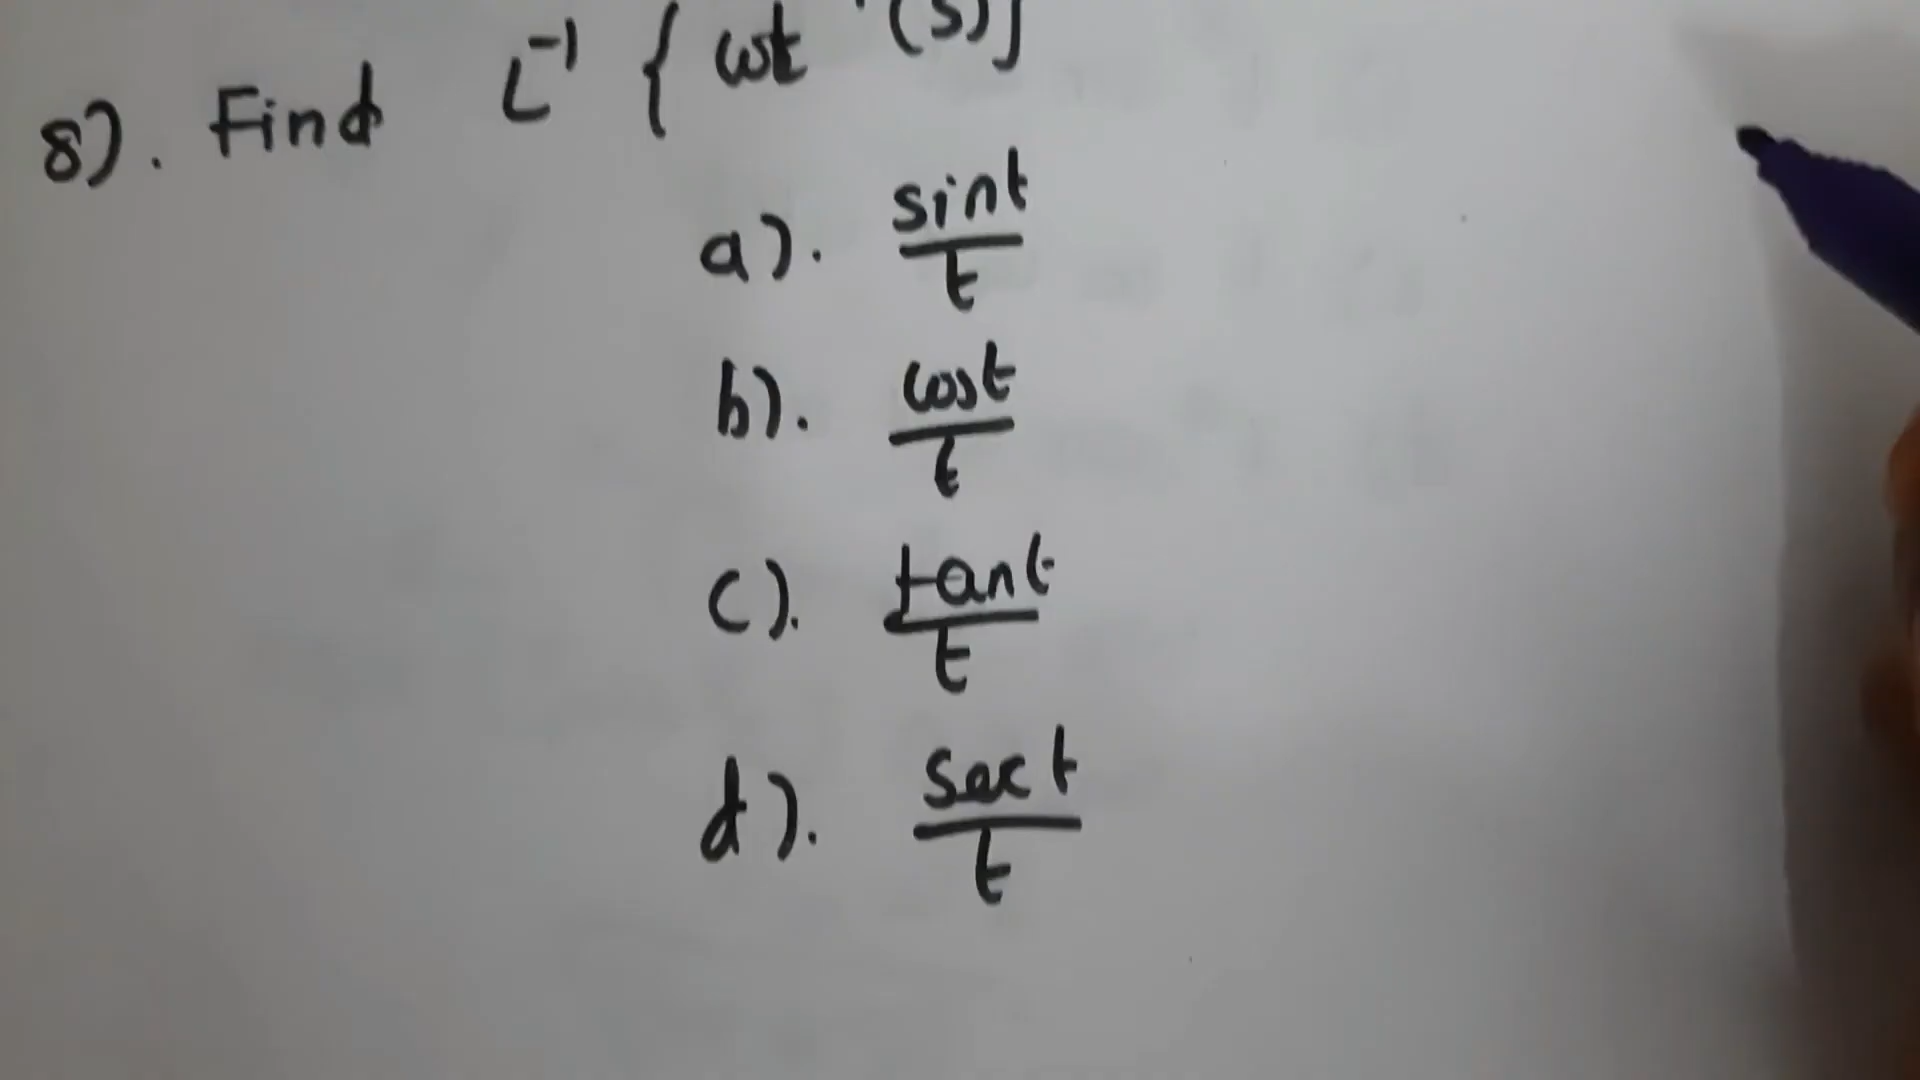 8). Find L⁻¹ { cot ⁻¹ (s)}
a). sint/t
b). cost/t
c). tant/t
d). sect/t